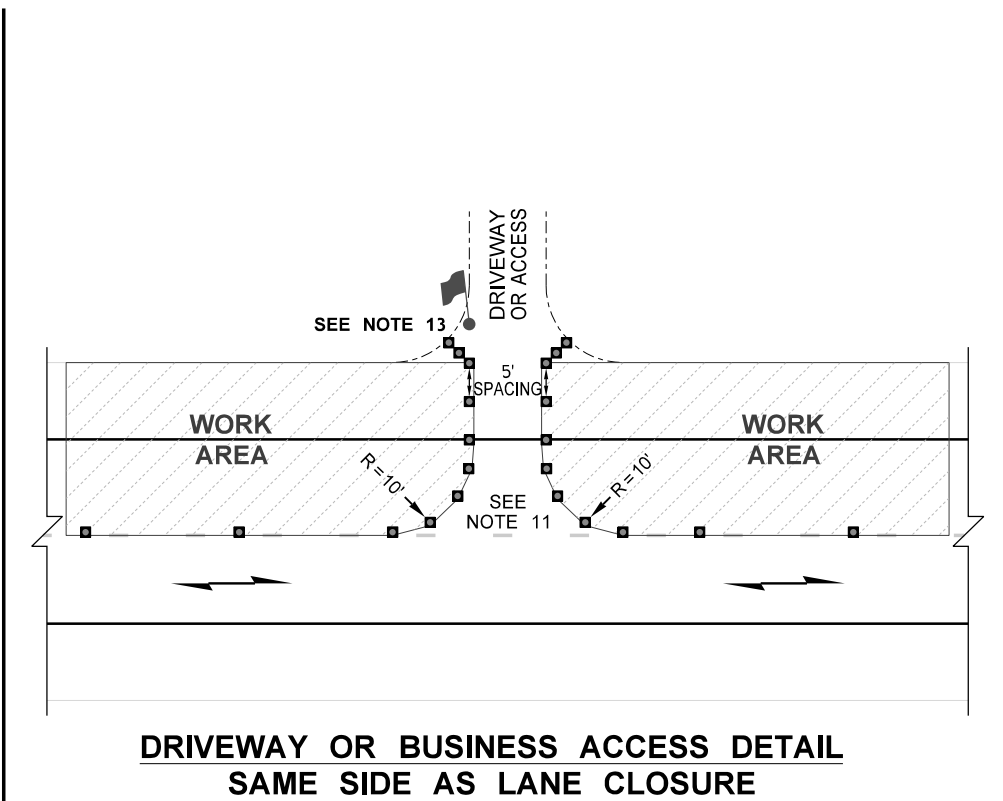 DRIVEWAY
OR ACCESS
SEE NOTE 13
5'
SPACING
WORK
AREA
WORK
AREA
R=10'
R=10'
SEE
NOTE 11
DRIVEWAY OR BUSINESS ACCESS DETAIL
SAME SIDE AS LANE CLOSURE